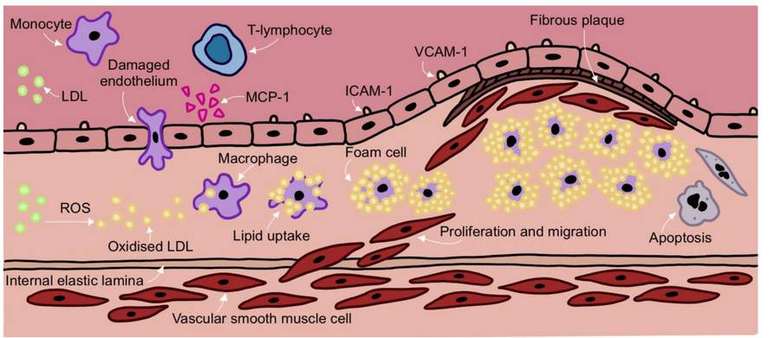 Monocyte
T-lymphocyte
Fibrous plaque
VCAM-1
Damaged
endothelium
LDL
MCP-1
ICAM-1
Macrophage
Foam cell
ROS
Lipid uptake
Oxidised LDL
Proliferation and migration
Apoptosis
Internal elastic lamina
Vascular smooth muscle cell